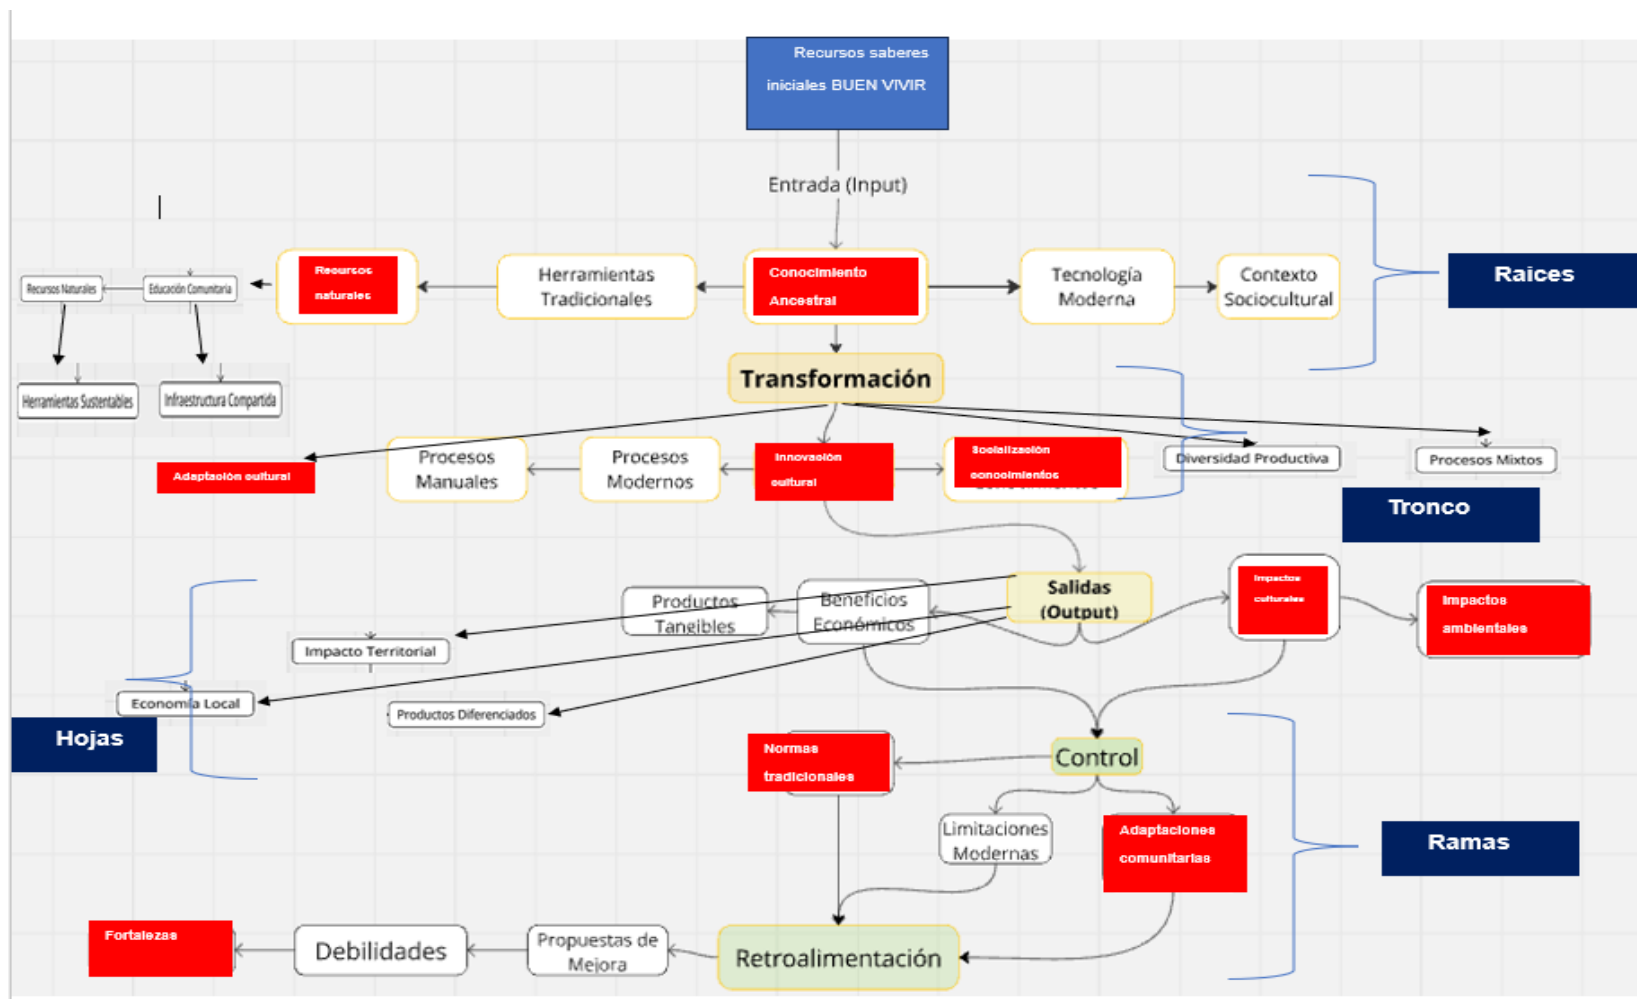 Recursos saberes
iniciales BUEN VIVIR
Entrada (Input)
Recursos Naturales
Educación Comunitaria
Recursos
naturales
Herramientas
Tradicionales
Conocimiento
Ancestral
Tecnología
Moderna
Contexto
Sociocultural
Raices
Herramientas Sustentables
Infraestructura Compartida
Transformación
Adaptación cultural
Procesos
Manuales
Procesos
Modernos
Innovación
cultural
Socialización
conocimientos
Diversidad Productiva
Procesos Mixtos
Tronco
Salidas
(Output)
Productos
Tangibles
Beneficios
Económicos
Impactos
culturales
Impactos
ambientales
Impacto Territorial
Economía Local
Productos Diferenciados
Hojas
Normas
tradicionales
Control
Limitaciones
Modernas
Adaptaciones
comunitarias
Ramas
Fortalezas
Debilidades
Propuestas de
Mejora
Retroalimentación